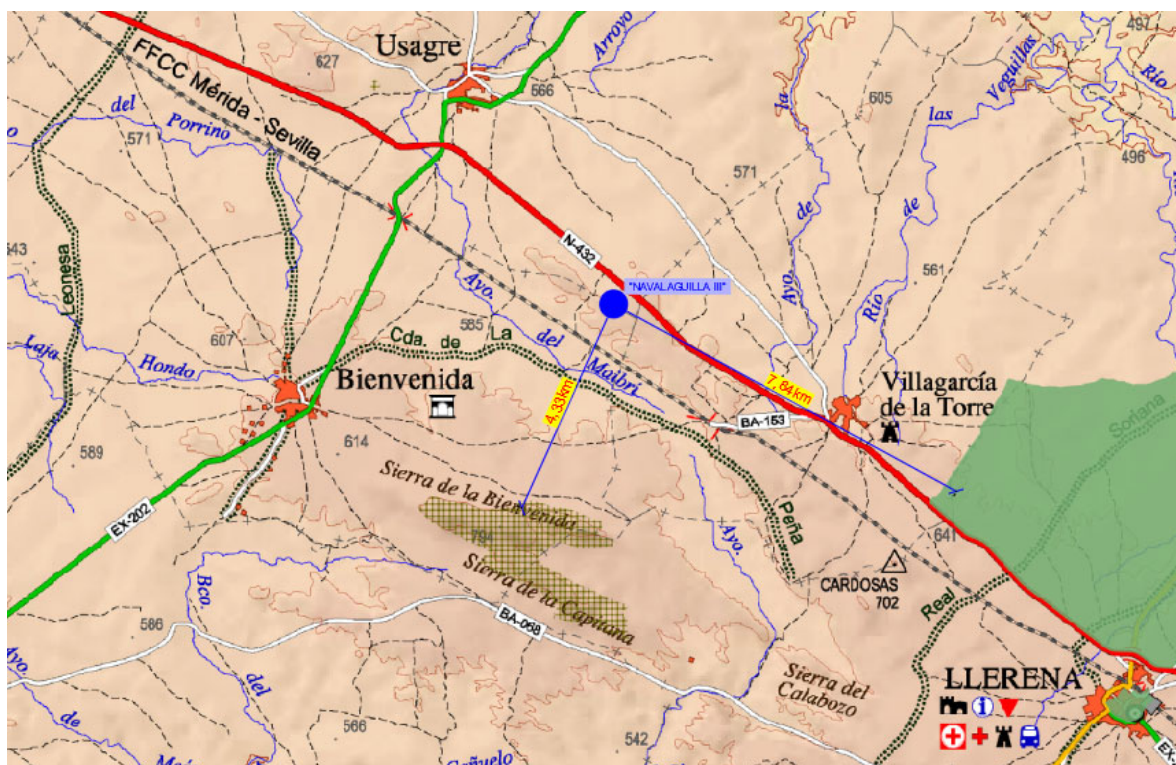 Usagre
627
566
Arroyo
497
Río
Veguillas
las
de
Río
605
la
de
Ayo.
496
571
561
FFCC Mérida - Sevilla
del
Porrino
571
Leonesa
643
N-432
"NAVALAGUILLA III"
Ayo.
del
Maibri
585
Cda. de La
Peña
607
Laja
Hondo
Bienvenida
4,33km
7,84km
BA-153
Villagarcía
de la Torre
Soriana
589
614
EX-202
Sierra de la Bienvenida
794
Sierra de la Capitana
Ayo.
641
CARDOSAS
702
Real
Bco.
del
586
BA-068
Ayo.
de
566
542
Sierra del
Calabozo
LLERENA
i
EX